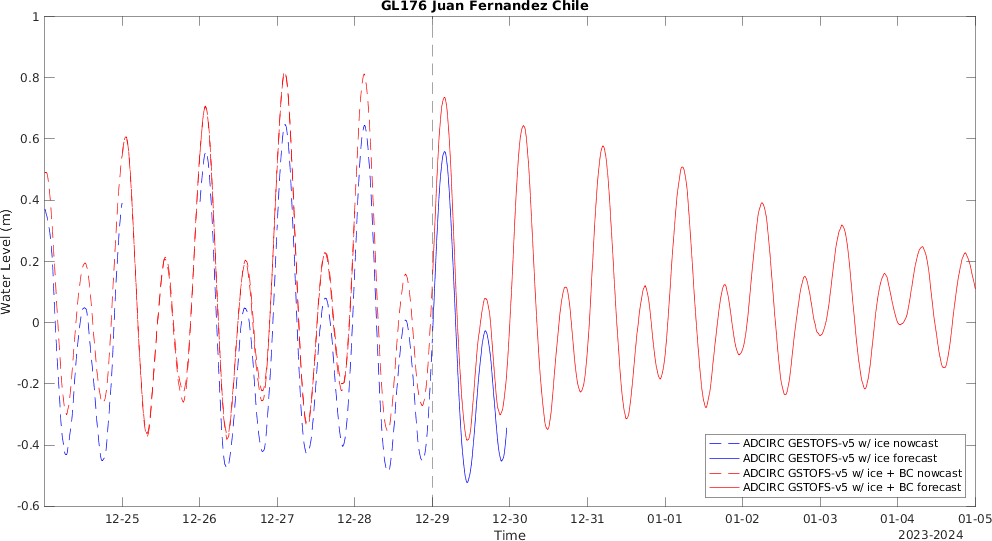 GL176 Juan Fernandez Chile
1
0.8
0.6
0.4
0.2
0
-0.2
-0.4
-0.6
Water Level (m)
ADCIRC GESTOFS-v5 w/ ice nowcast
ADCIRC GESTOFS-v5 w/ ice forecast
ADCIRC GSTOFS-v5 w/ ice + BC nowcast
ADCIRC GSTOFS-v5 w/ ice + BC forecast
12-25 12-26 12-27 12-28 12-29 12-30 12-31 01-01 01-02 01-03 01-04 01-05
Time
2023-2024